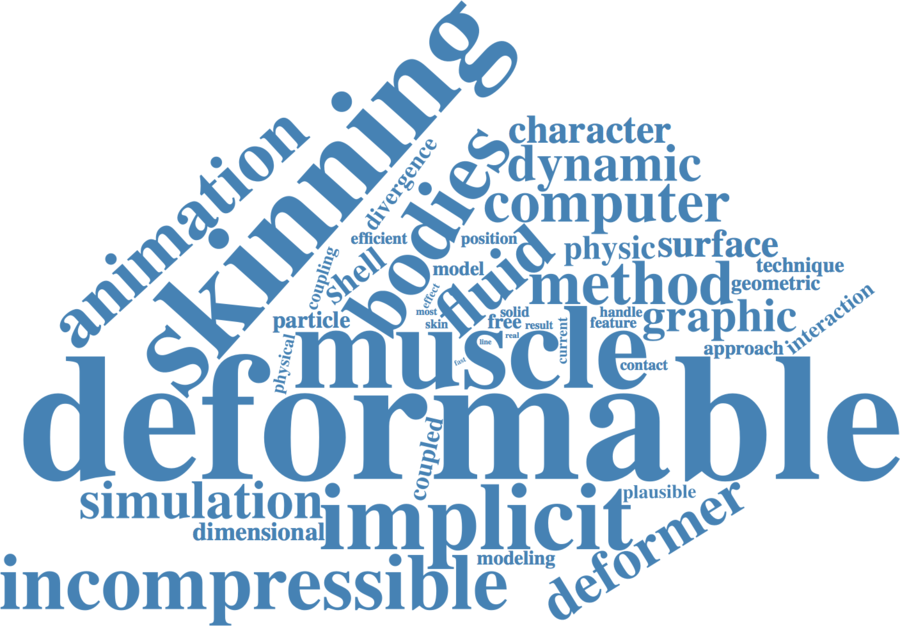 skinning
animation
character
dynamic
computer
divergence
bodies
efficient
position
physic
surface
coupling
shell
model
fluid
technique
method
geometric
effect
most
skin
particle
solid
free
result
real
line
fast
current
handle
feature
graphic
interaction
physical
muscle
contact
approach
deformable
coupled
simulation
dimensional
implicit
plausible
deformer
modeling
incompressible